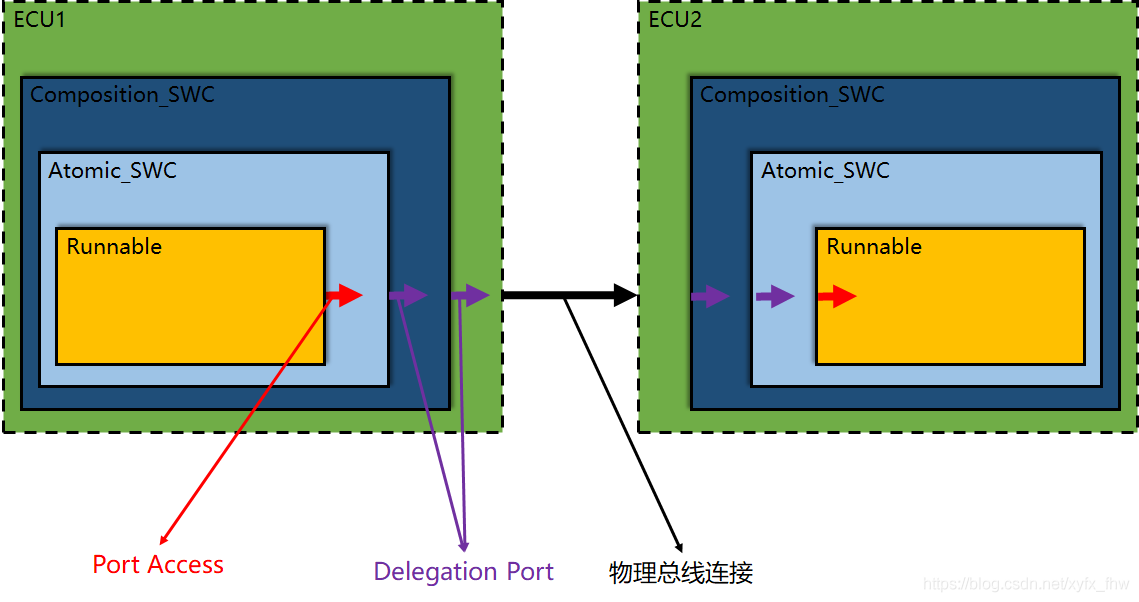 ECU1
ECU2
Composition_SWC
Composition_SWC
Atomic_SWC
Atomic_SWC
Runnable
Runnable
Port Access
Delegation Port
物理总线连接
https://blog.csdn.net/xyfx_fhw